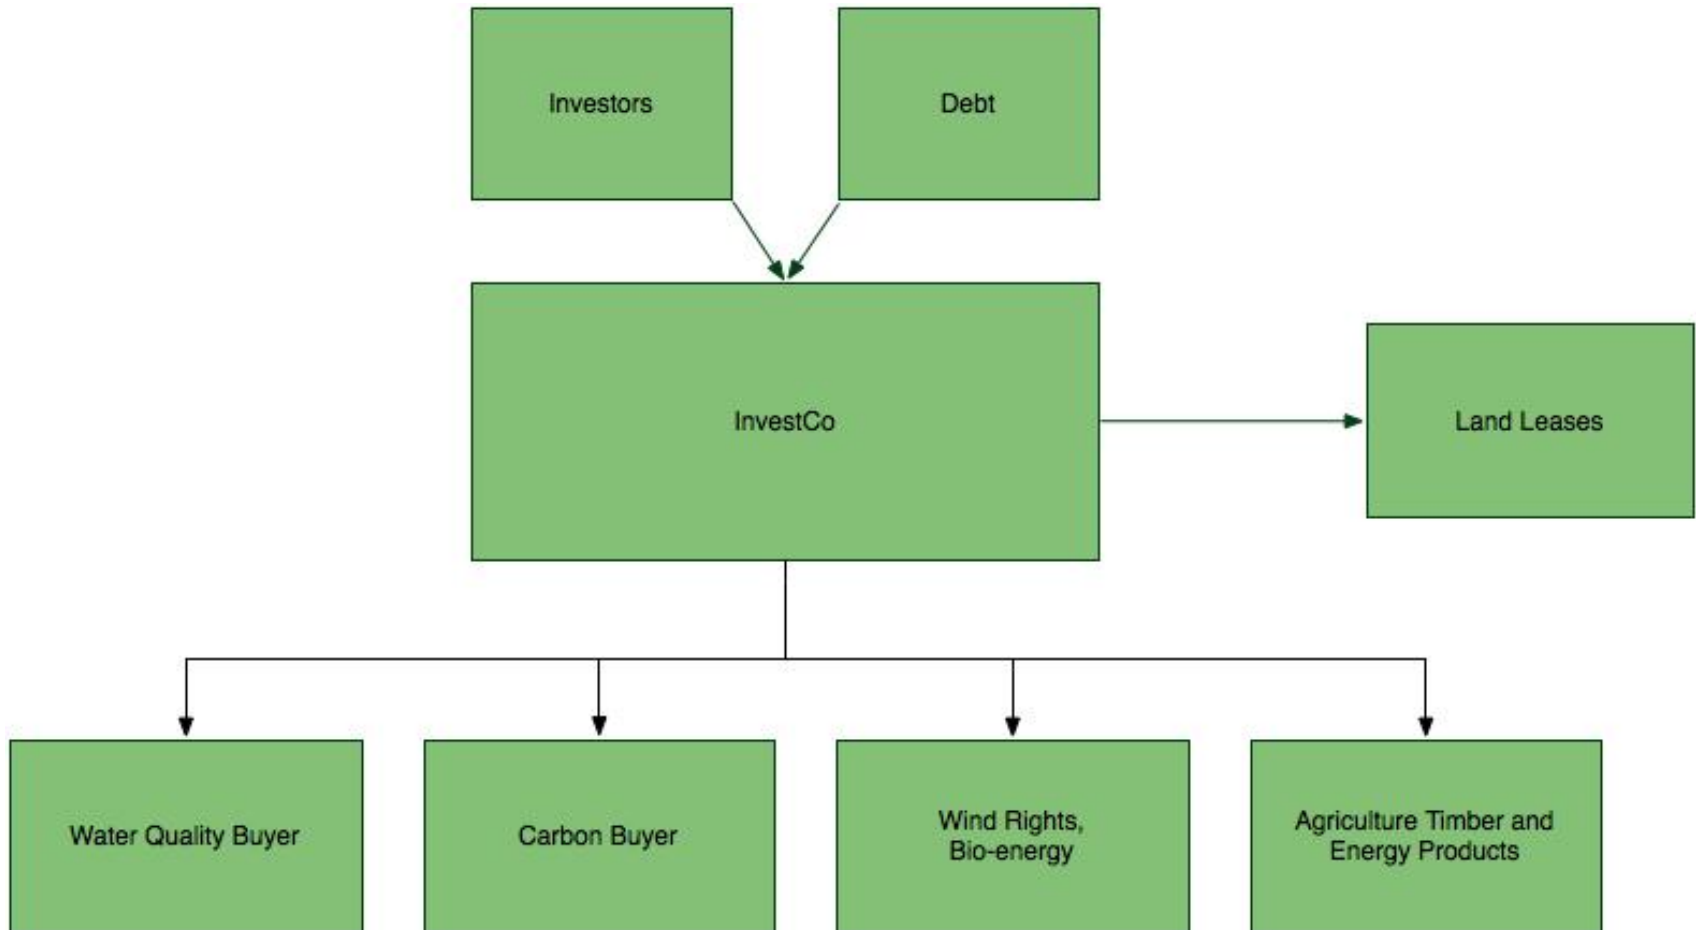 Investors
Debt
InvestCo
Land Leases
Water Quality Buyer
Carbon Buyer
Wind Rights,
Bio-energy
Agriculture Timber and
Energy Products